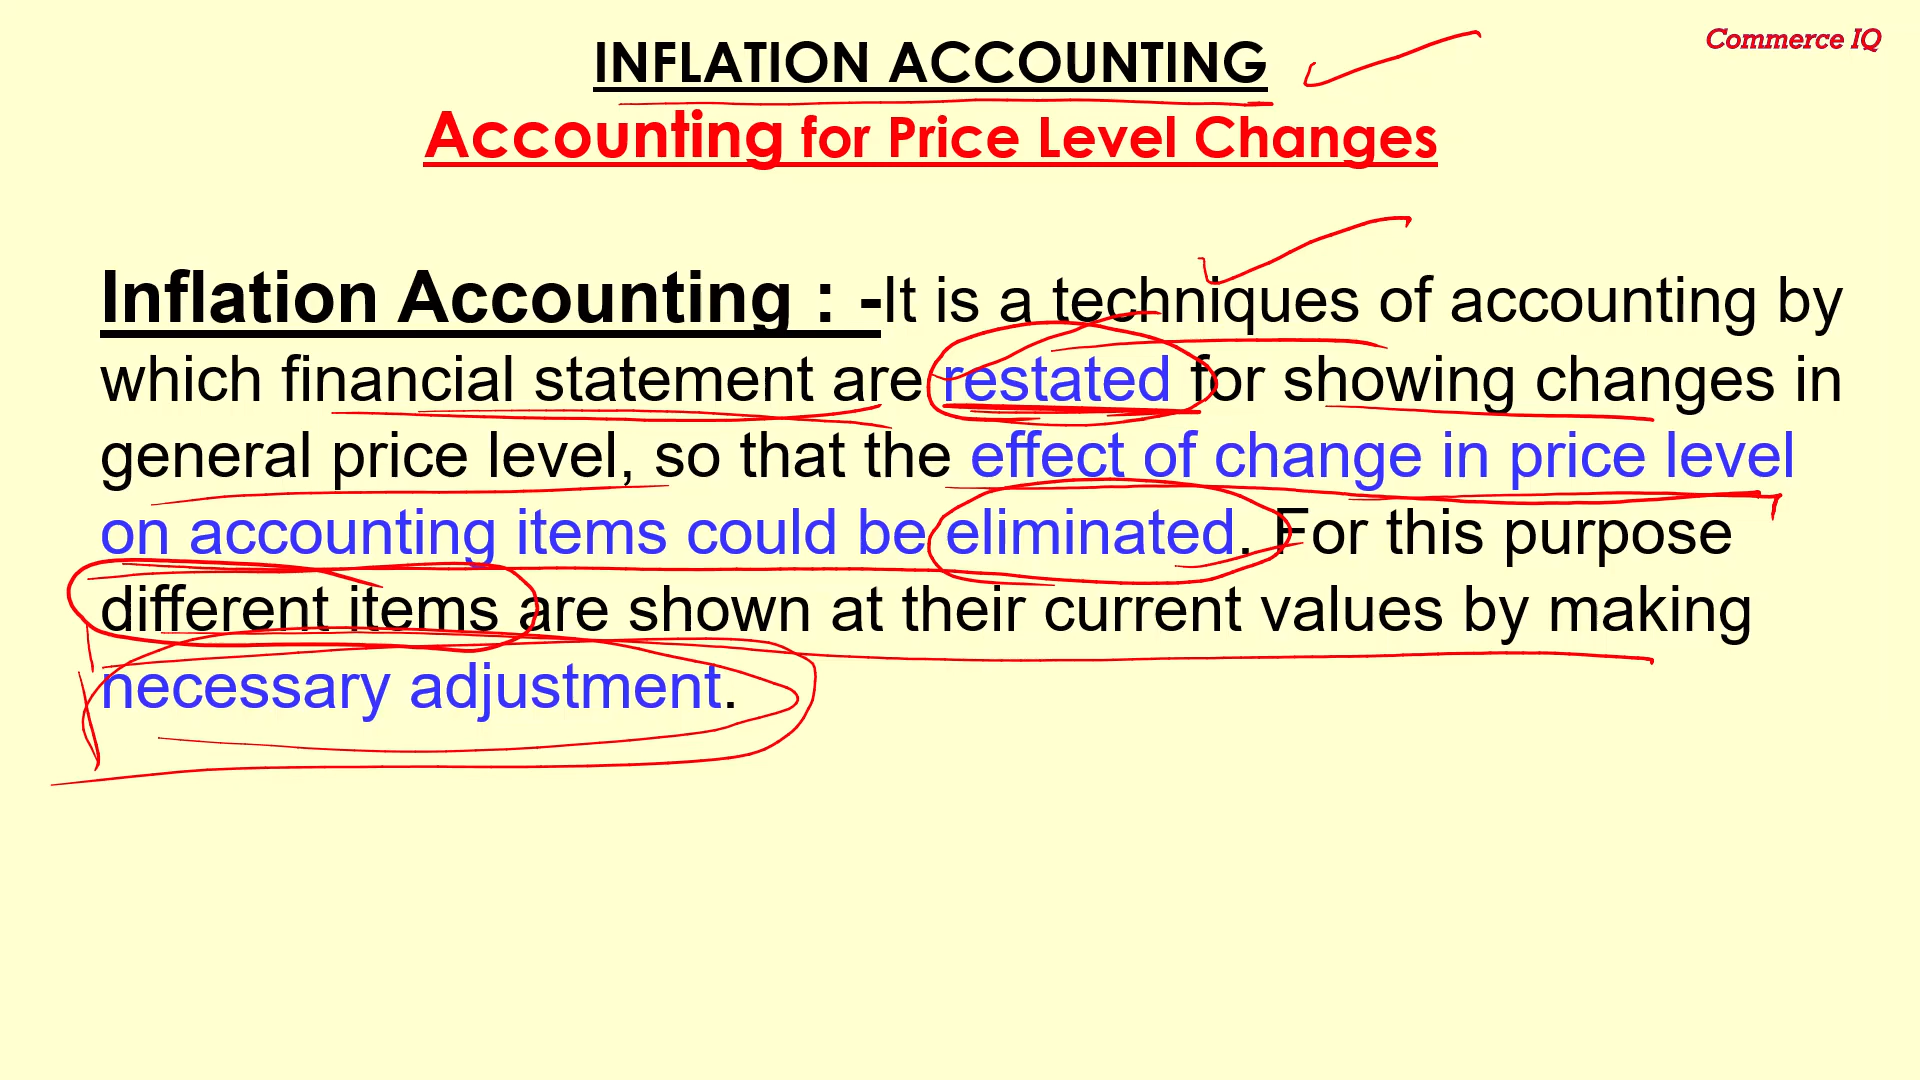 INFLATION ACCOUNTING
Commerce IQ
Accounting for Price Level Changes
Inflation Accounting : -It is a techniques of accounting by
which financial statement are restated for showing changes in
general price level, so that the effect of change in price level
on accounting items could be eliminated. For this purpose
different items are shown at their current values by making
necessary adjustment.